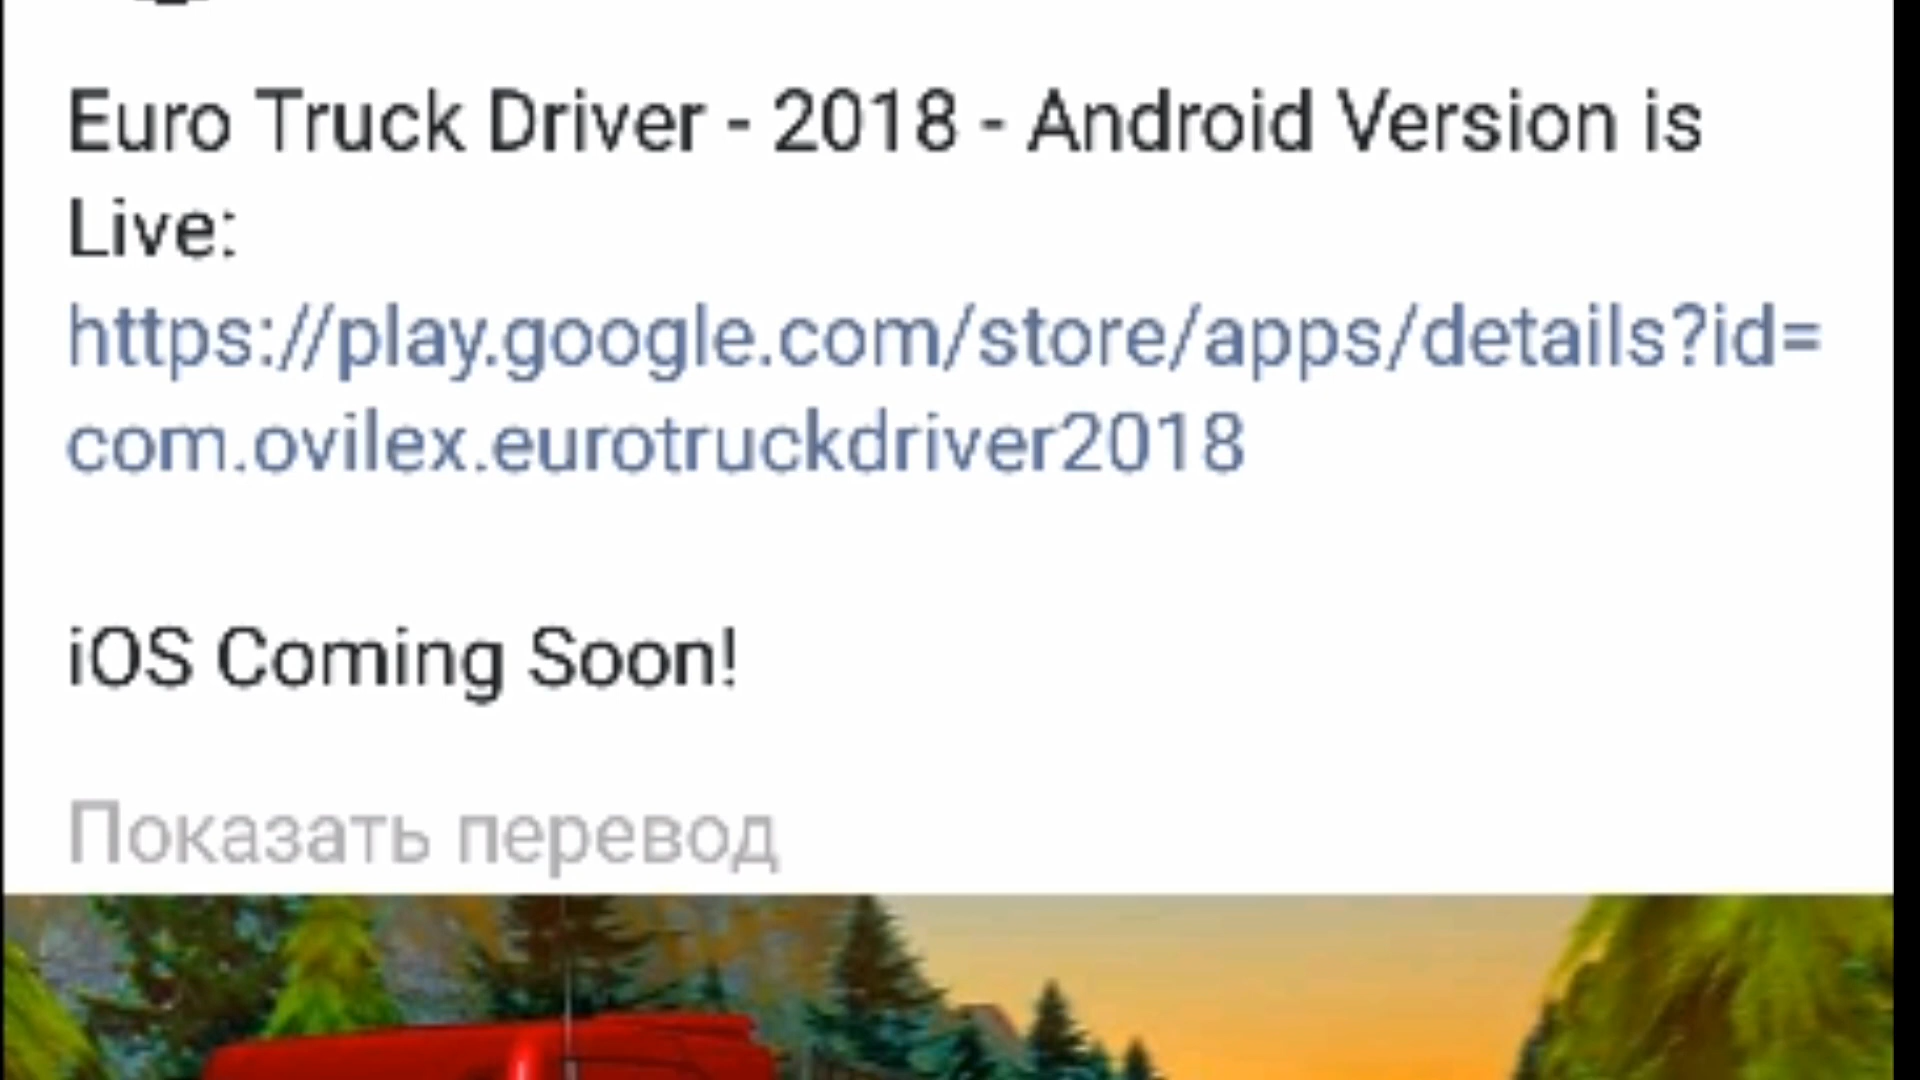 Euro Truck Driver - 2018 - Android Version is
Live:
https://play.google.com/store/apps/details?id=
com.ovilex.eurotruckdriver2018
iOS Coming Soon!
Показать перевод